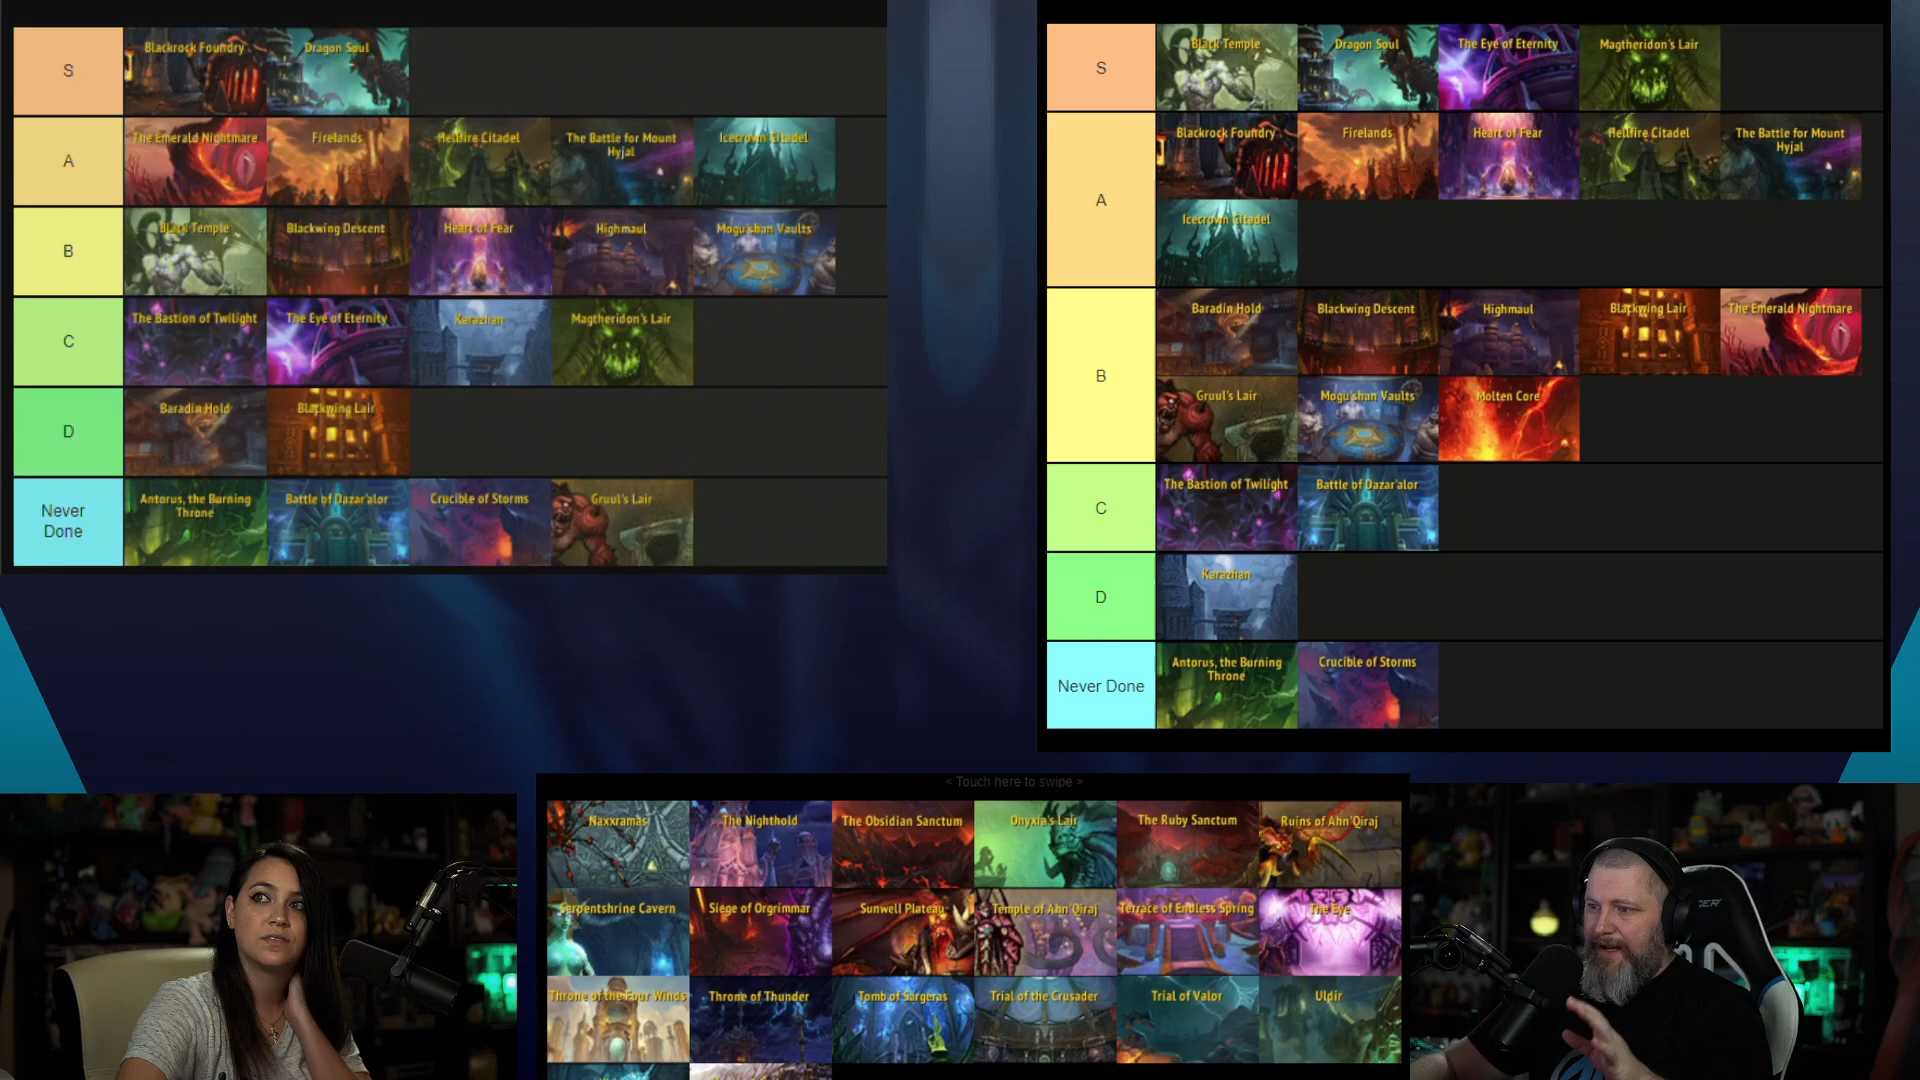 S
Blackrock Foundry
Dragon Soul
A
The Emerald Nightmare
Firelands
Hellfire Citadel
The Battle for Mount
Hyjal
Icecrown Citadel
B
Black Temple
Blackwing Descent
Heart of Fear
Highmaul
Mogu'shan Vaults
C
The Bastion of Twilight
The Eye of Eternity
Karazhan
Magtheridon's Lair
D
Baradin Hold
Blackwing Lair
Never
Done
Antorus, the Burning
Throne
Battle of Dazar'alor
Crucible of Storms
Gruul's Lair
S
Black Temple
Dragon Soul
The Eye of Eternity
Magtheridon's Lair
A
Blackrock Foundry
Firelands
Heart of Fear
Hellfire Citadel
The Battle for Mount
Hyjal
Icecrown Citadel
B
Baradin Hold
Blackwing Descent
Highmaul
Blackwing Lair
The Emerald Nightmare
Gruul's Lair
Mogu'shan Vaults
Molten Core
C
The Bastion of Twilight
Battle of Dazar'alor
D
Karazhan
Never Done
Antorus, the Burning
Throne
Crucible of Storms
< Touch here to swipe >
Naxxramas
The Nighthold
The Obsidian Sanctum
Onyxia's Lair
The Ruby Sanctum
Ruins of Ahn'Qiraj
Serpentshrine Cavern
Siege of Orgrimmar
Sunwell Plateau
Temple of Ahn'Qiraj
Terrace of Endless Spring
The Eye
Throne of the Four Winds
Throne of Thunder
Tomb of Sargeras
Trial of the Crusader
Trial of Valor
Uldir